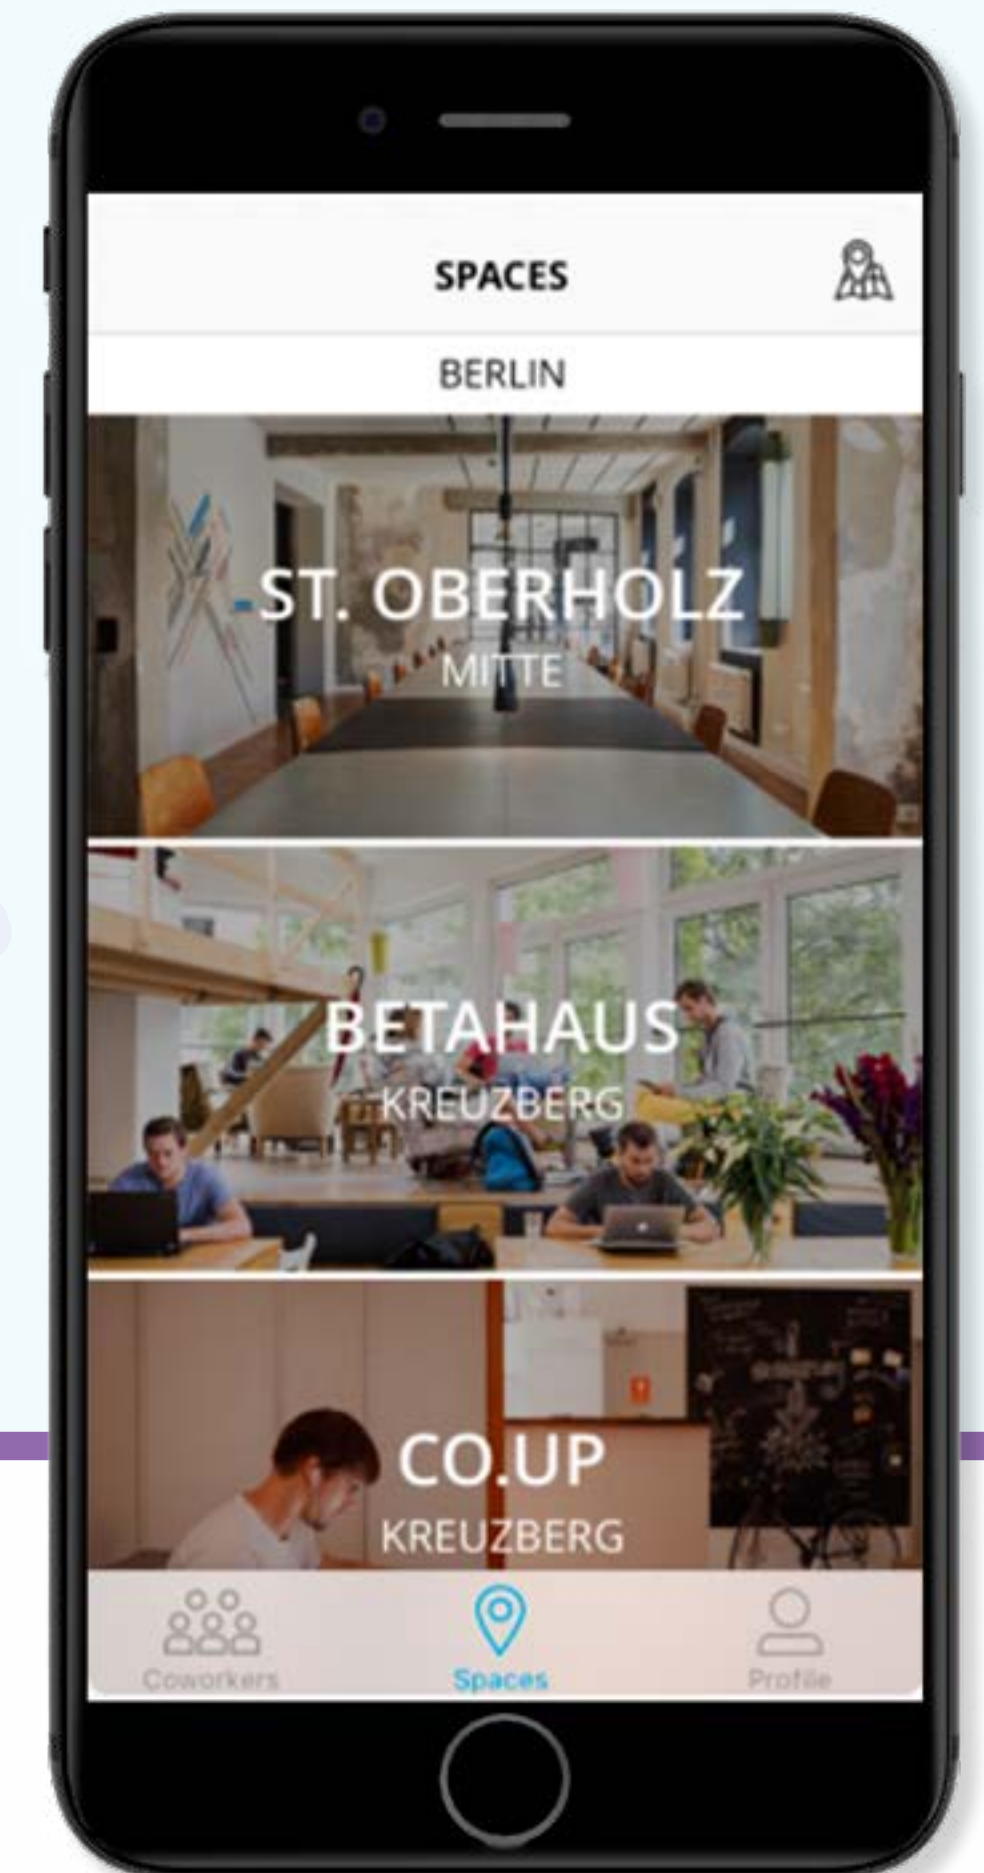 SPACES
BERLIN
ST. OBERHOLZ
MITTE
BETAHAUS
KREUZBERG
CO.UP
KREUZBERG
Coworkers
Spaces
Profile